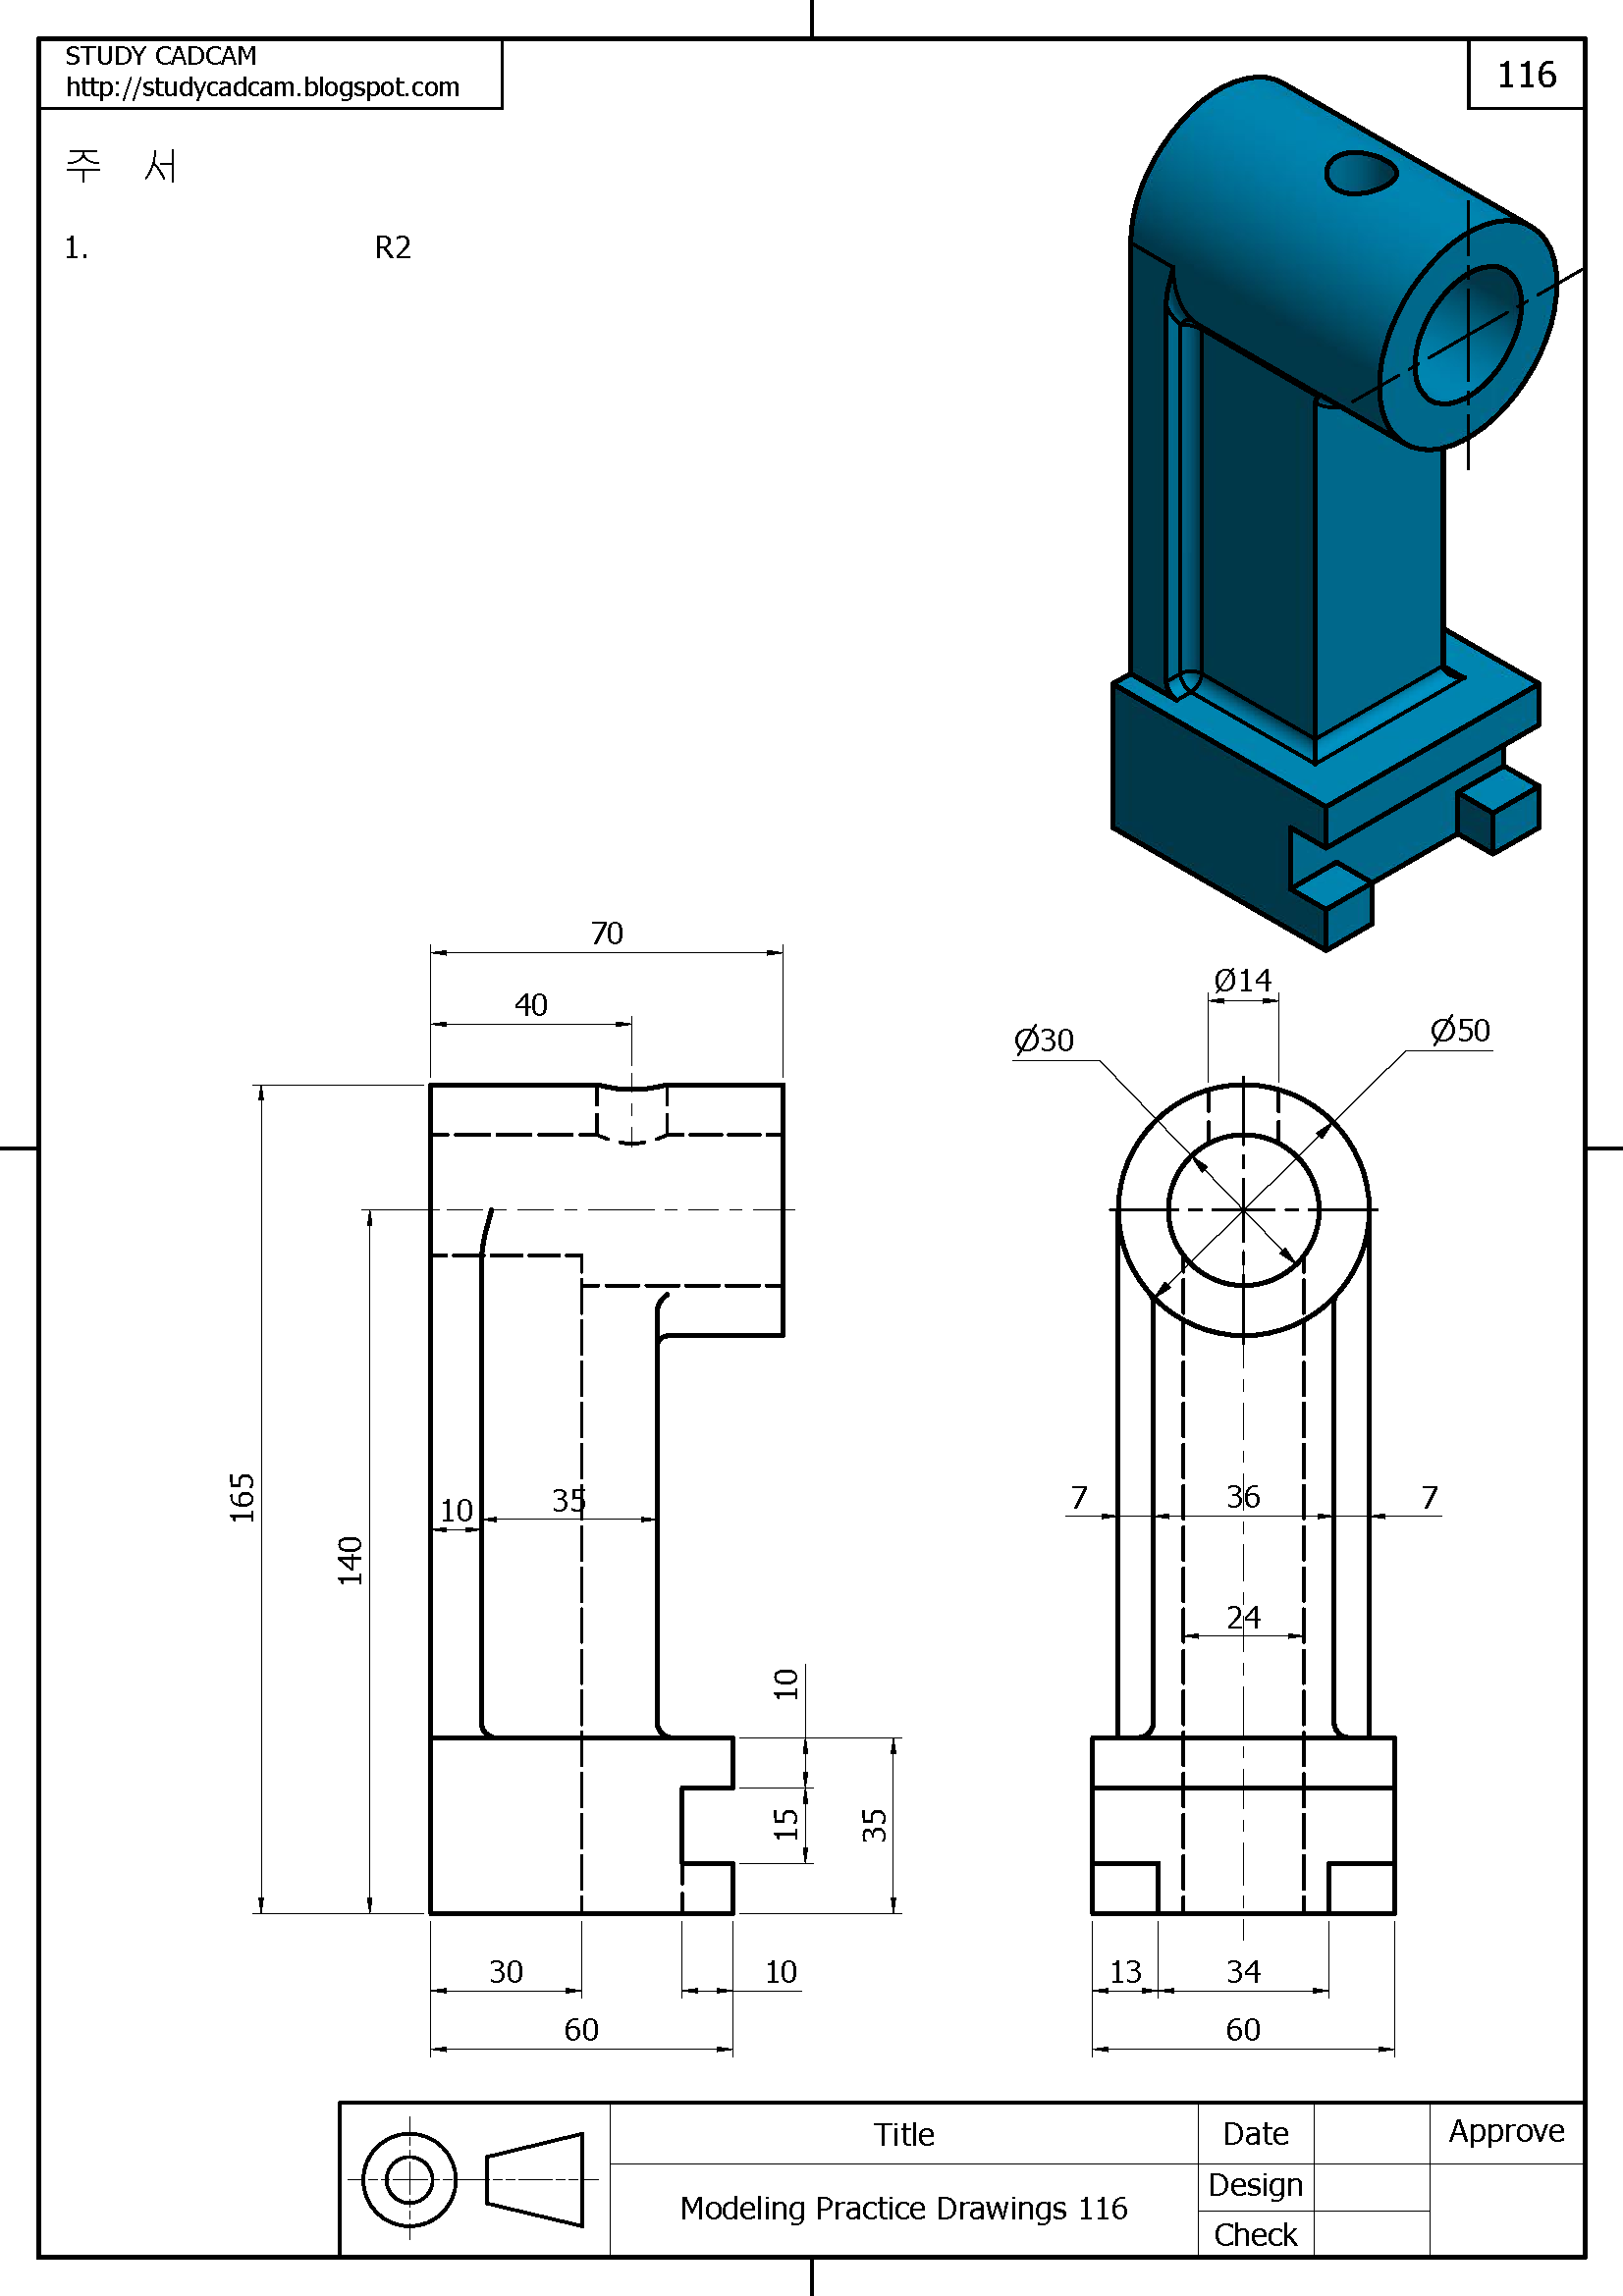 STUDY CADCAM
http://studycadcam.blogspot.com
116
주 서
1. R2
70
40
Ø14
Ø30
Ø50
165
140
10
35
7
36
7
24
10
15
35
30
10
60
13
34
60
Title
Date
Approve
Design
Modeling Practice Drawings 116
Check